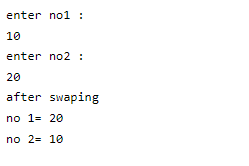 enter no1 :
10
enter no2 :
20
after swaping
no 1= 20
no 2= 10